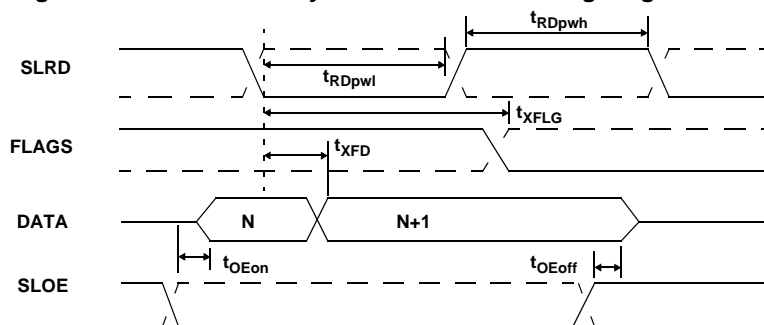 tRDpwh
SLRD
tRDpwl
tXFLG
FLAGS
tXFD
DATA
N
N+1
tOEon
tOEoff
SLOE